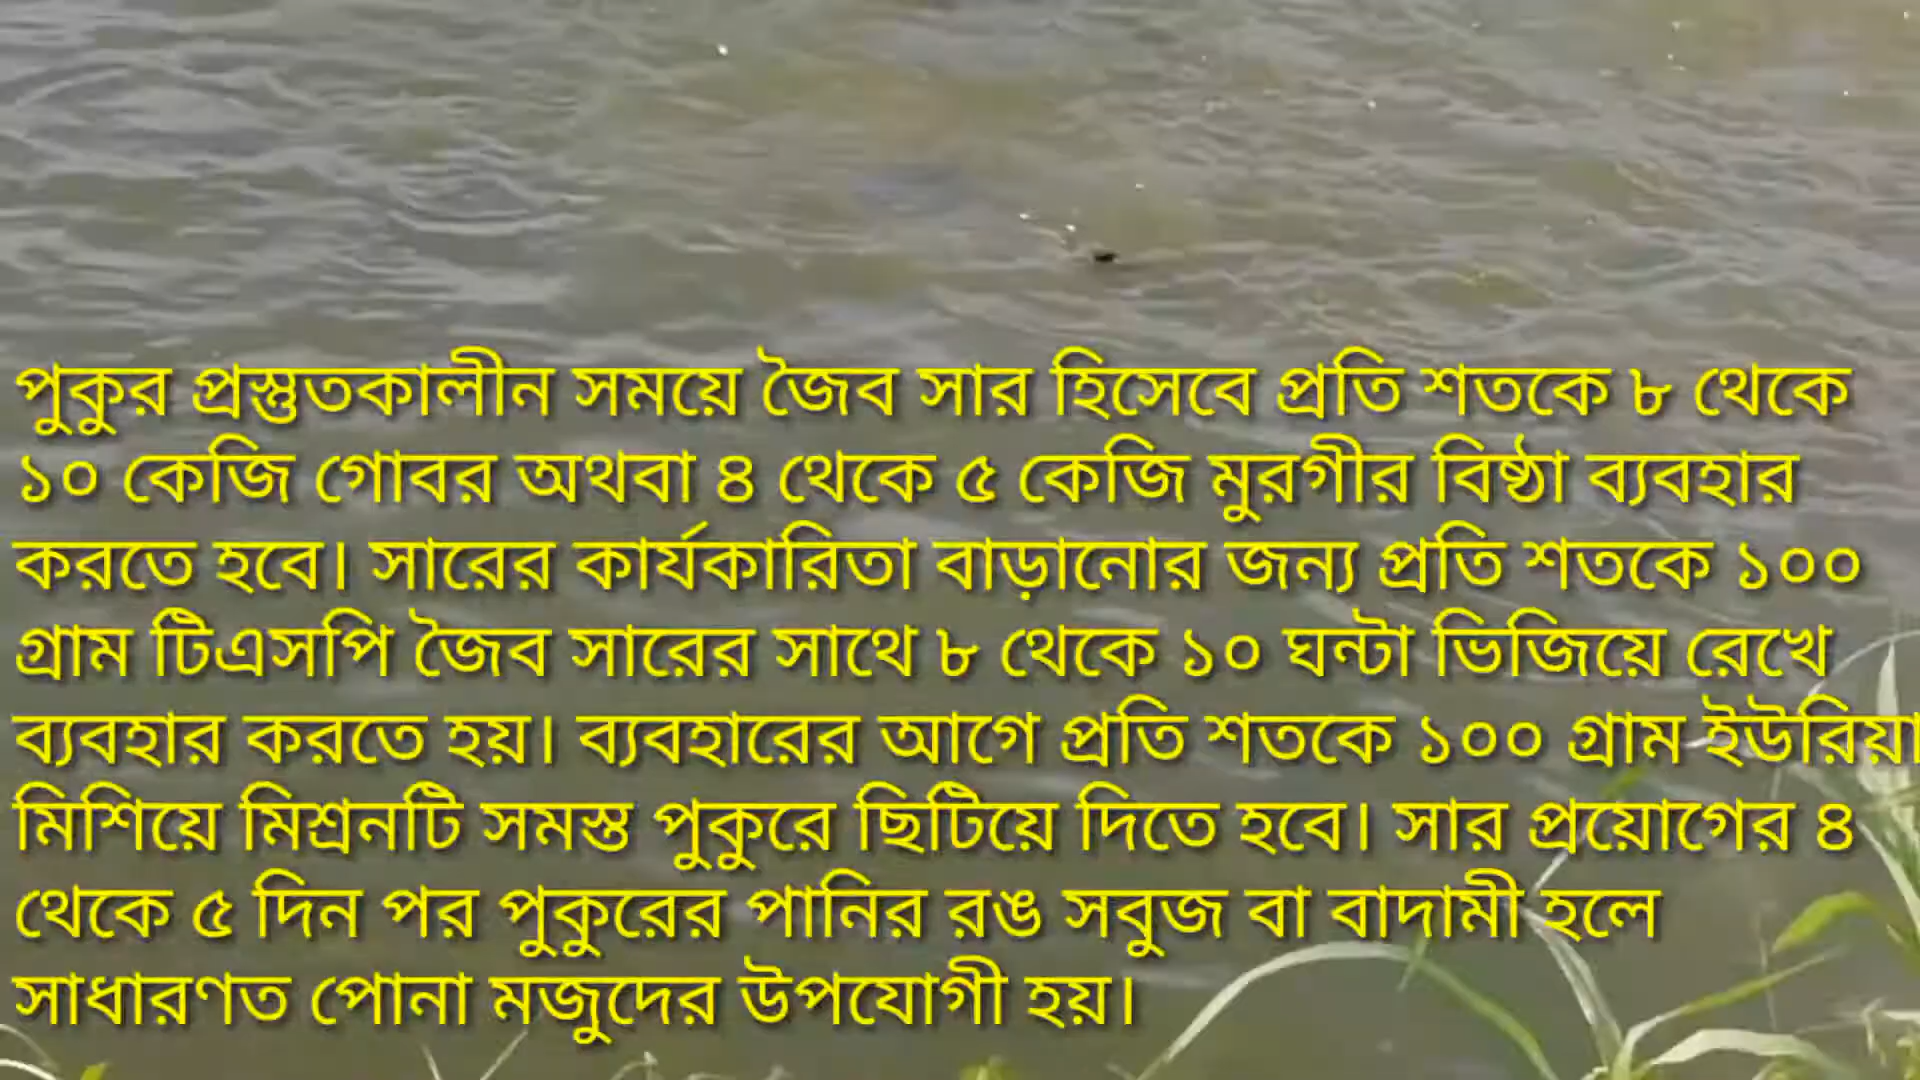 পুকুর প্রস্তুতকালীন সময়ে জৈব সার হিসেবে প্রতি শতকে ৮ থেকে
১০ কেজি গোবর অথবা ৪ থেকে ৫ কেজি মুরগীর বিষ্ঠা ব্যবহার
করতে হবে। সারের কার্যকারিতা বাড়ানোর জন্য প্রতি শতকে ১০০
গ্রাম টিএসপি জৈব সারের সাথে ৮ থেকে ১০ ঘন্টা ভিজিয়ে রেখে
ব্যবহার করতে হয়। ব্যবহারের আগে প্রতি শতকে ১০০ গ্রাম ইউরিয়া
মিশিয়ে মিশ্রনটি সমস্ত পুকুরে ছিটিয়ে দিতে হবে। সার প্রয়োগের ৪
থেকে ৫ দিন পর পুকুরের পানির রঙ সবুজ বা বাদামী হলে
সাধারণত পোনা মজুদের উপযোগী হয়।